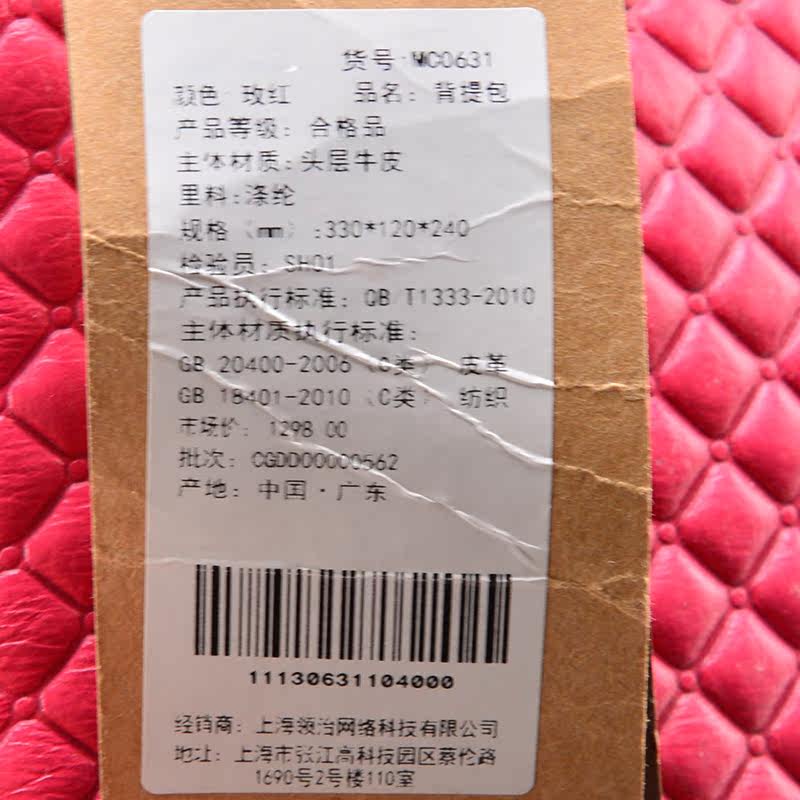 货号:MC0631
颜色 玫红 品名：背提包
产品等级：合格品
主体材质:头层牛皮
里料:涤纶
规格（mm）:330*120*240
检验员：SH01
产品执行标准：QB/T1333-2010
主体材质执行标准：
GB 20400-2006（C类） 皮革
GB 18401-2010（C类） 纺织
市场价：1298 00
批次：CGDD00000562
产地：中国·广东
11130631104000
经销商：上海领治网络科技有限公司
地址：上海市张江高科技园区蔡伦路
1690号2号楼110室